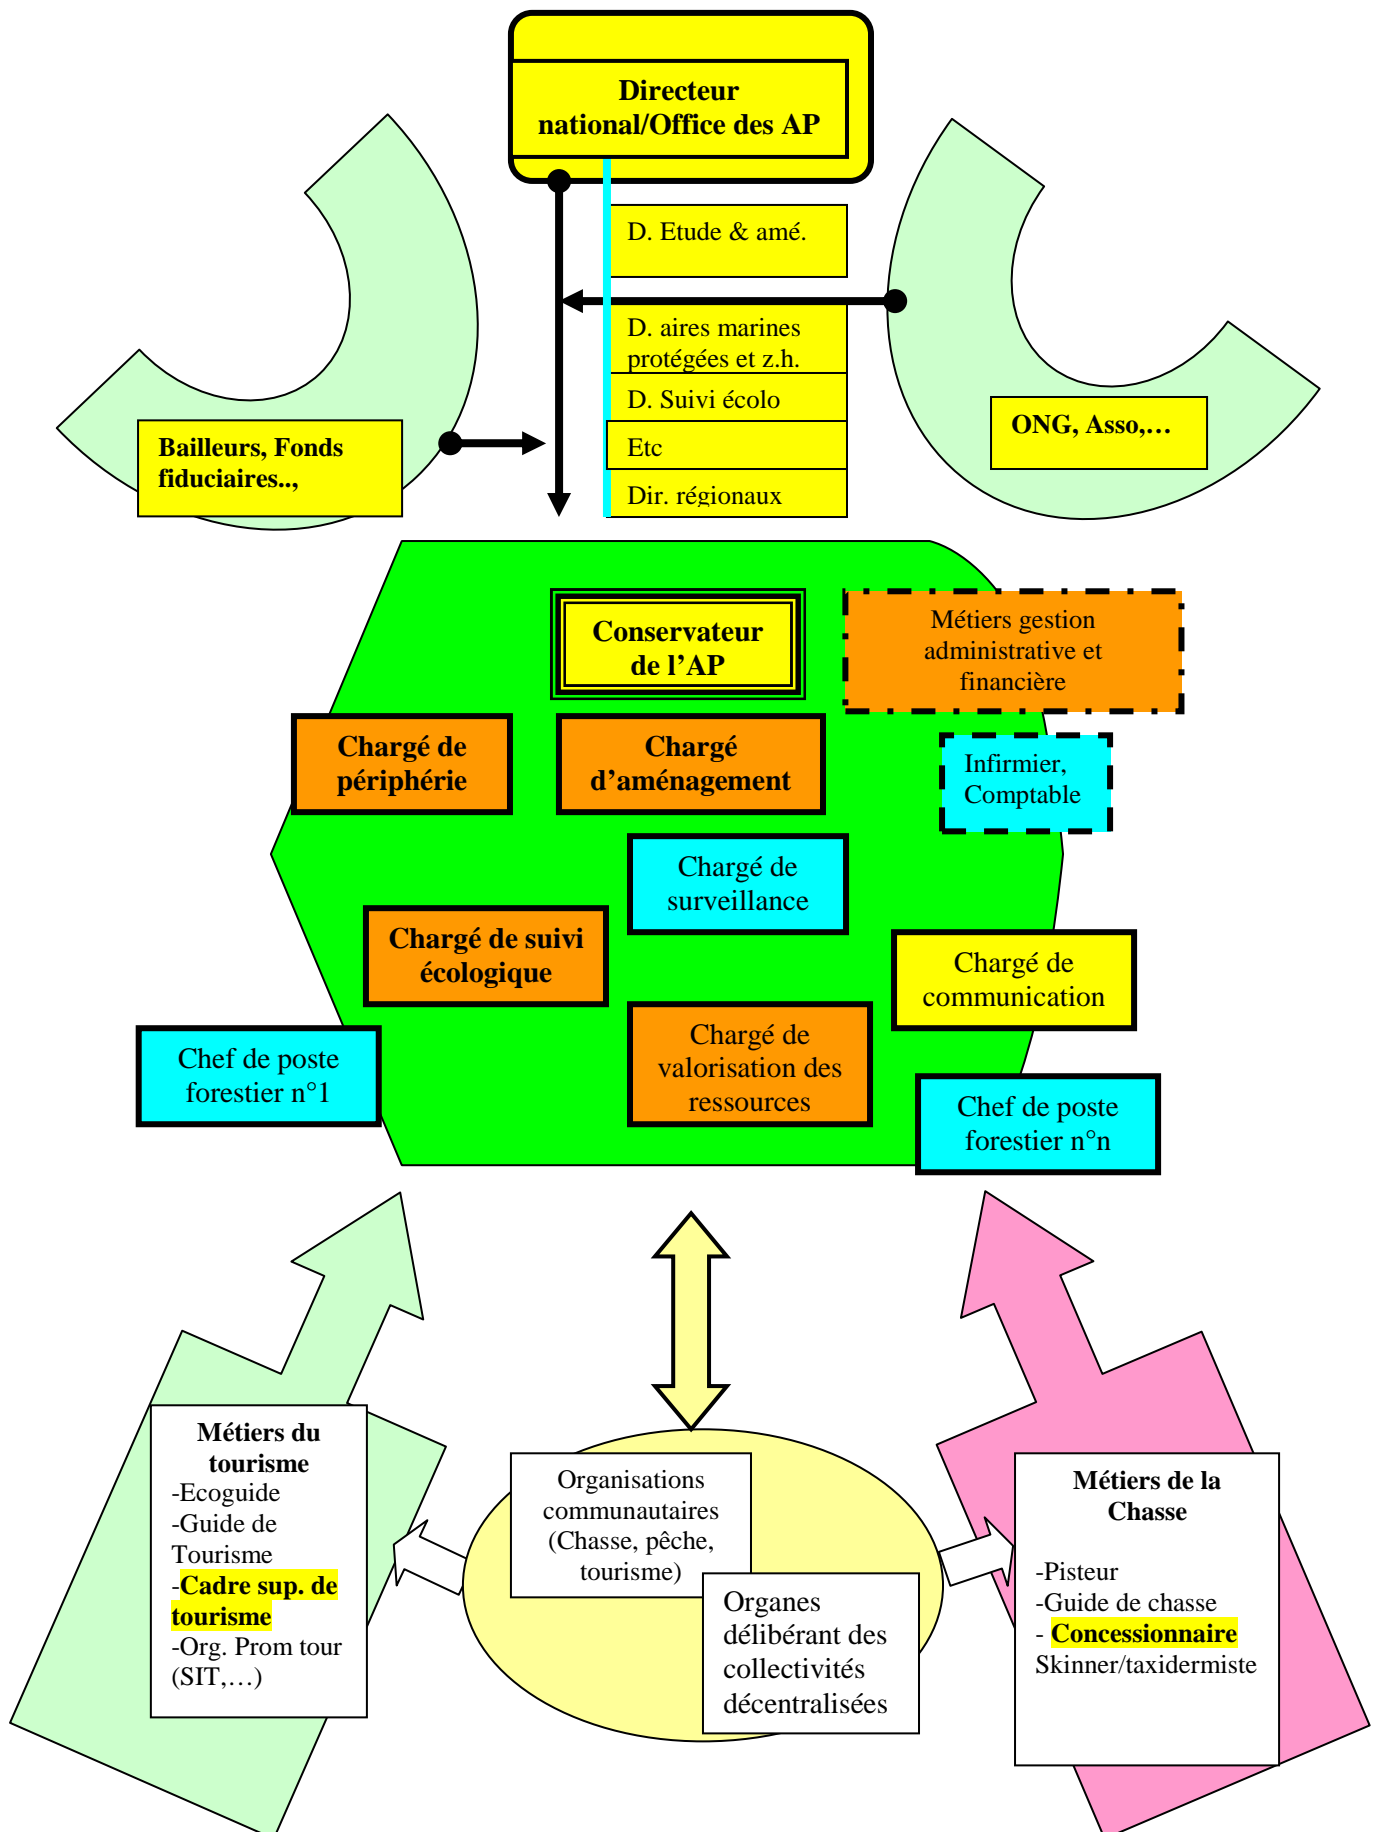 Directeur
national/Office des AP
D. Etude & amé.
D. aires marines
protégées et z.h.
D. Suivi écolo
Etc
Dir. régionaux
Bailleurs, Fonds
fiduciaires..,
ONG, Asso,…
Conservateur
de l’AP
Métiers gestion
administrative et
financière
Chargé de
périphérie
Chargé
d’aménagement
Infirmier,
Comptable
Chargé de
surveillance
Chargé de suivi
écologique
Chargé de
communication
Chef de poste
forestier n°1
Chargé de
valorisation des
ressources
Chef de poste
forestier n°n
Métiers du
tourisme
-Ecoguide
-Guide de
Tourisme
-Cadre sup. de
tourisme
-Org. Prom tour
(SIT,…)
Organisations
communautaires
(Chasse, pêche,
tourisme)
Organes
délibérant des
collectivités
décentralisées
Métiers de la
Chasse
-Pisteur
-Guide de chasse
- Concessionnaire
Skinner/taxidermiste